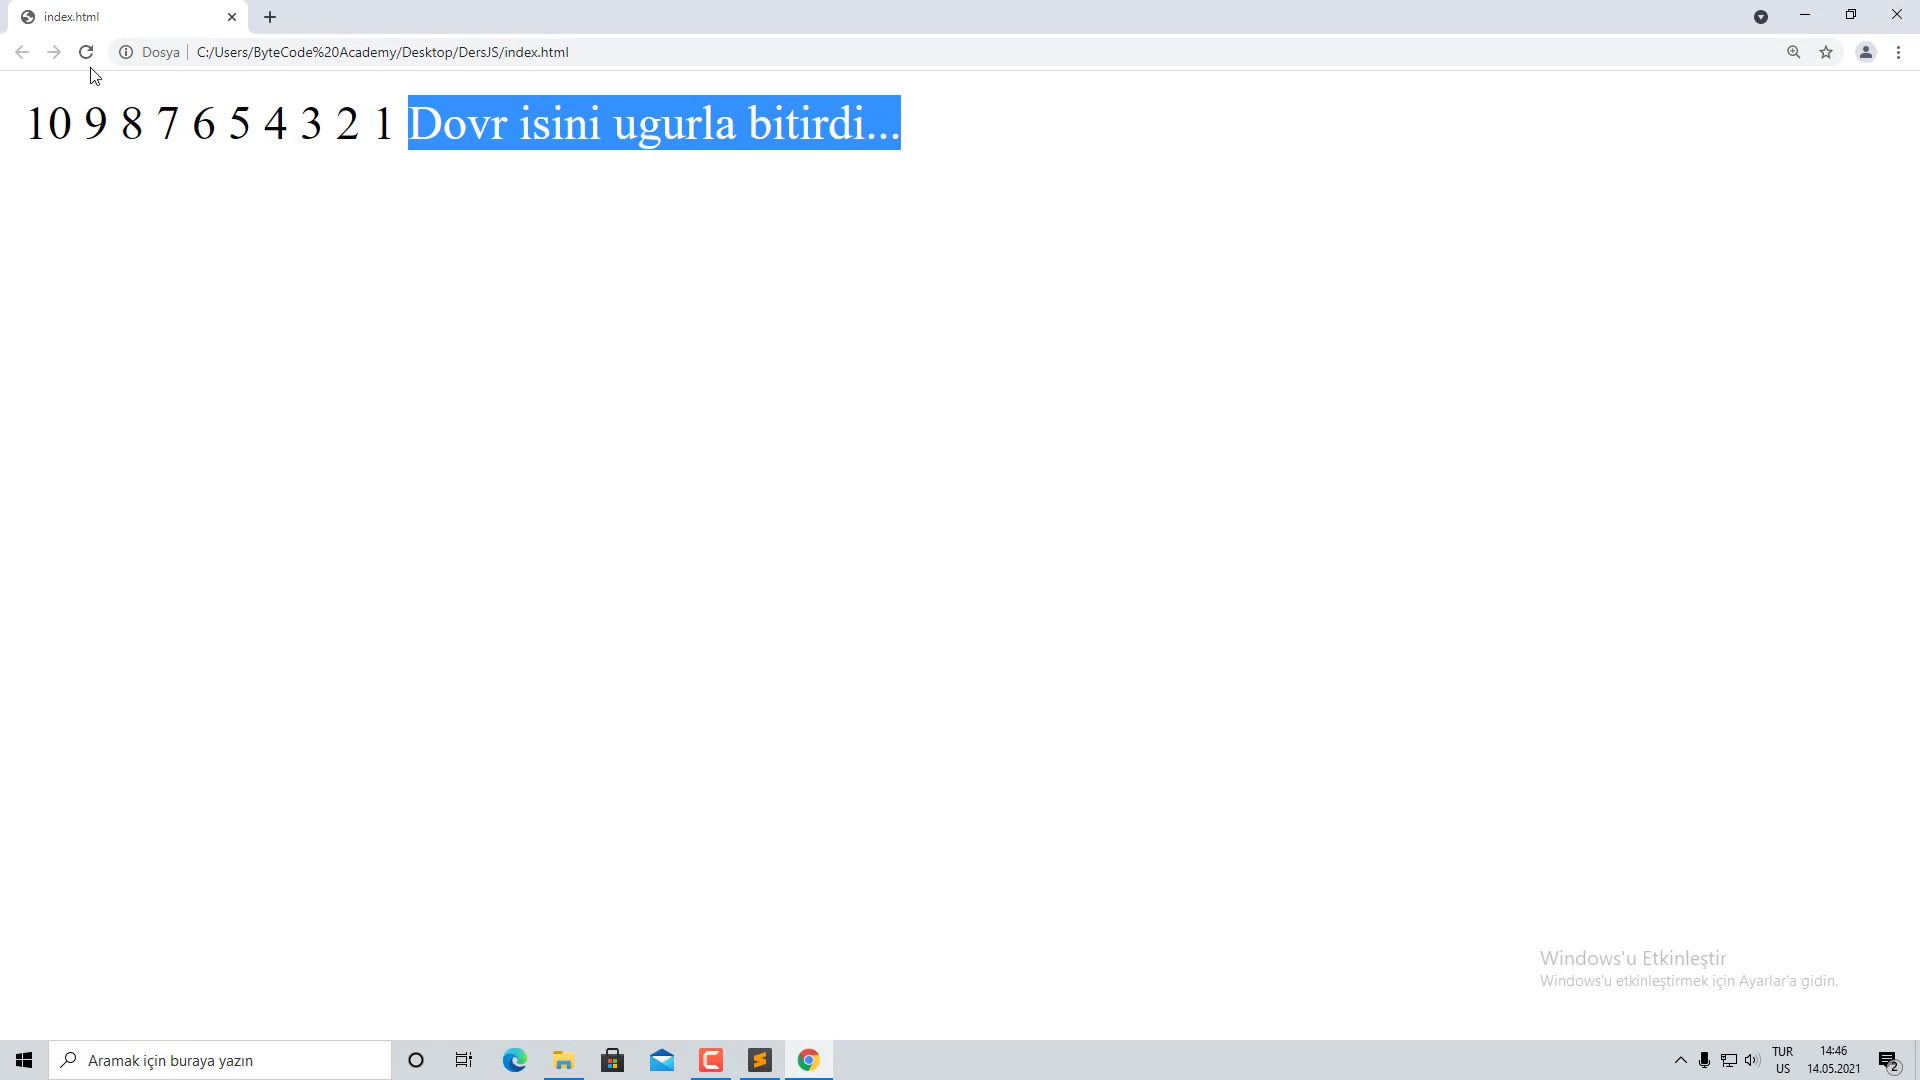 index.html
Dosya
C:/Users/ByteCode%20Academy/Desktop/DersJS/index.html
10 9 8 7 6 5 4 3 2 1 Dovr isini ugurla bitirdi...
Windows'u Etkinleştir
Windows'u etkinleştirmek için Ayarlar'a gidin.
Aramak için buraya yazın
TUR
US
14:46
14.05.2021
2